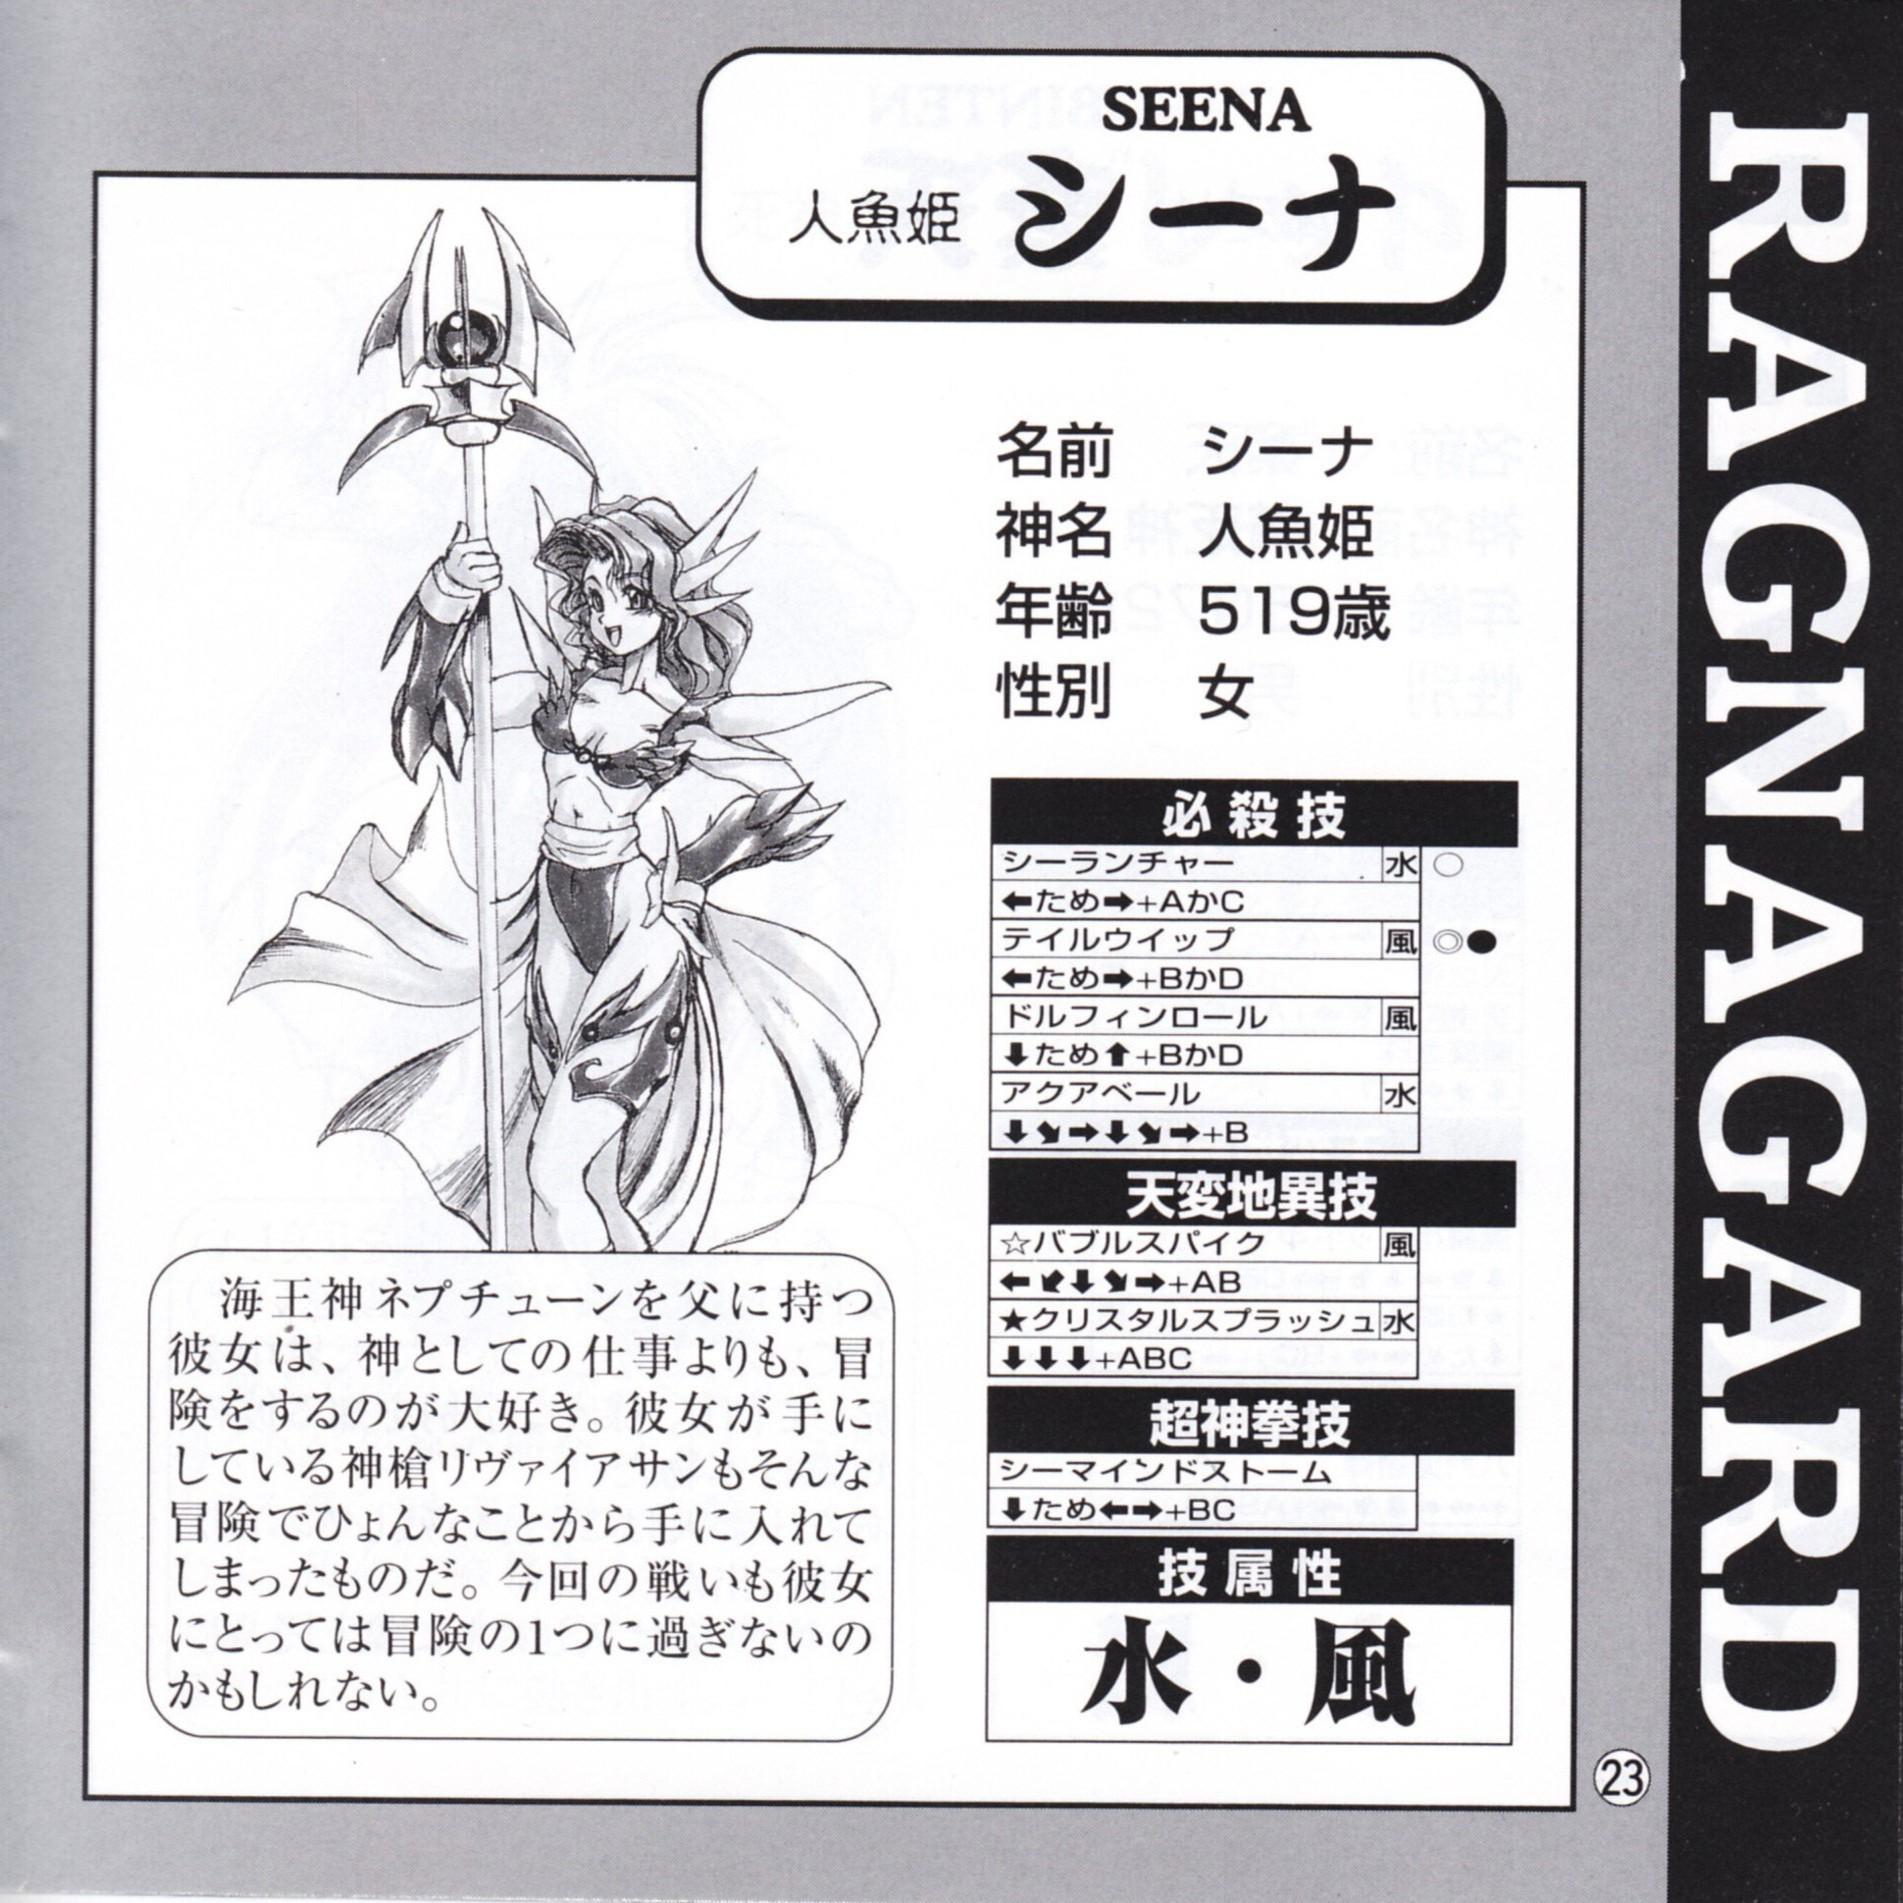 SEENA
人魚姫 シーナ
名前 シーナ
神名 人魚姫
年齢 519歳
性別 女
必殺技
シーランチャー 水 ○
⬅ため➡+AかC
テイルウイップ 風 ◎●
⬅ため➡+BかD
ドルフィンロール 風
⬇ため⬆+BかD
アクアベール 水
⬇⬊➡⬇⬊➡+B
天変地異技
☆バブルスパイク 風
⬅⬋⬇⬊➡+AB
★クリスタルスプラッシュ 水
⬇⬇⬇+ABC
超神拳技
シーマインドストーム
⬇ため⬅➡+BC
技属性
水・風
海王神ネプチューンを父に持つ
彼女は、神としての仕事よりも、冒
険をするのが大好き。彼女が手に
している神槍リヴァイアサンもそんな
冒険でひょんなことから手に入れて
しまったものだ。今回の戦いも彼女
にとっては冒険の1つに過ぎないの
かもしれない。
23
RAGNAGARD